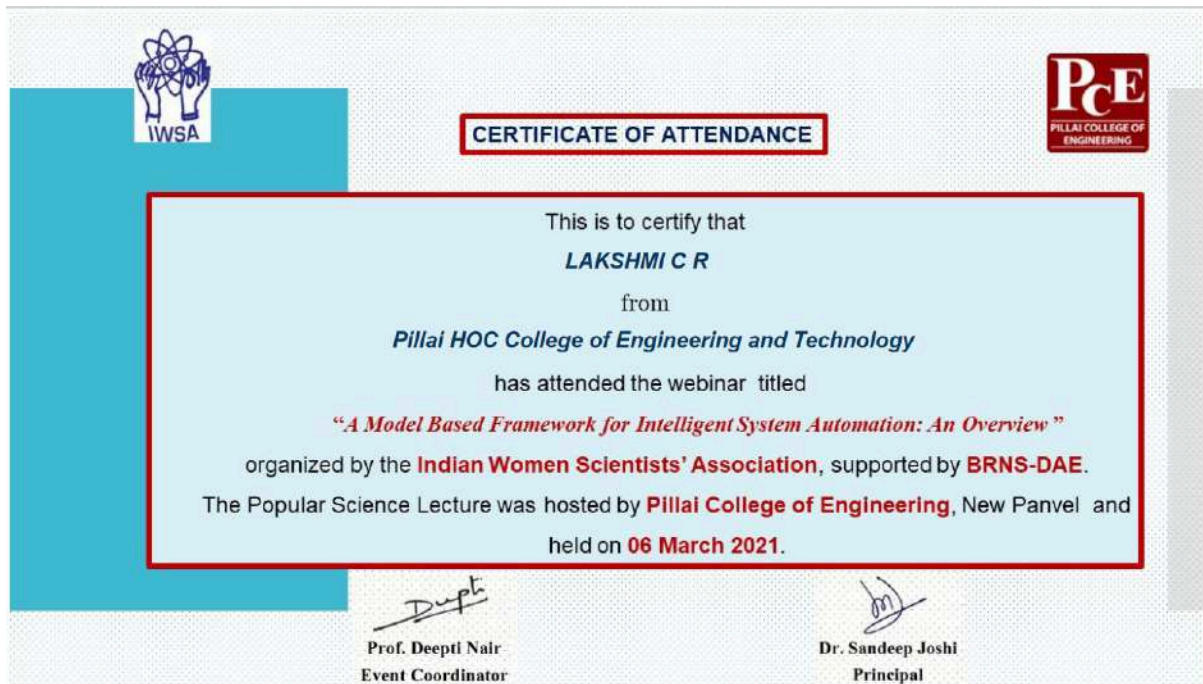 IWSA
PCE
PILLAI COLLEGE OF
ENGINEERING
CERTIFICATE OF ATTENDANCE
This is to certify that
LAKSHMI C R
from
Pillai HOC College of Engineering and Technology
has attended the webinar titled
“A Model Based Framework for Intelligent System Automation: An Overview ”
organized by the Indian Women Scientists’ Association, supported by BRNS-DAE.
The Popular Science Lecture was hosted by Pillai College of Engineering, New Panvel and
held on 06 March 2021.
Prof. Deepti Nair
Event Coordinator
Dr. Sandeep Joshi
Principal